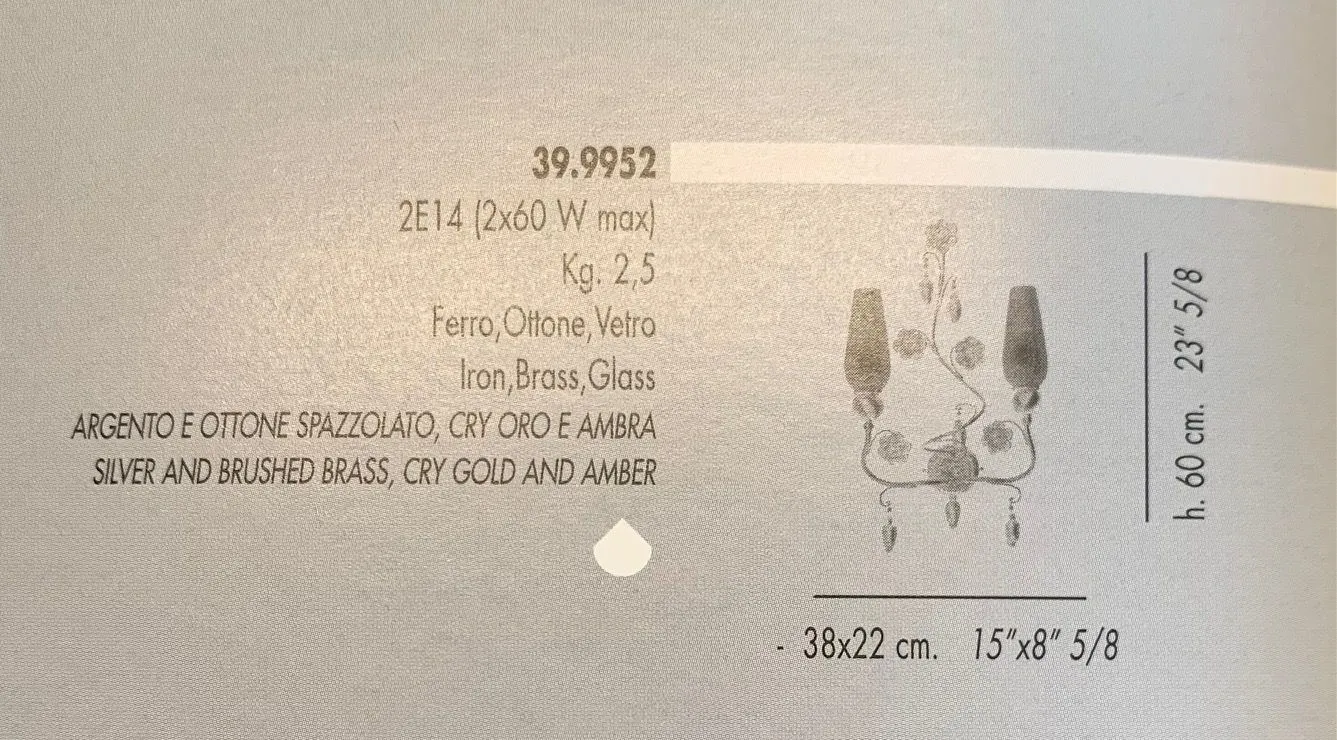 39.9952
2E14 (2x60 W max)
Kg. 2,5
Ferro,Ottone,Vetro
Iron,Brass,Glass
ARGENTO E OTTONE SPAZZOLATO, CRY ORO E AMBRA
SILVER AND BRUSHED BRASS, CRY GOLD AND AMBER
h. 60 cm. 23" 5/8
- 38x22 cm. 15"x8" 5/8